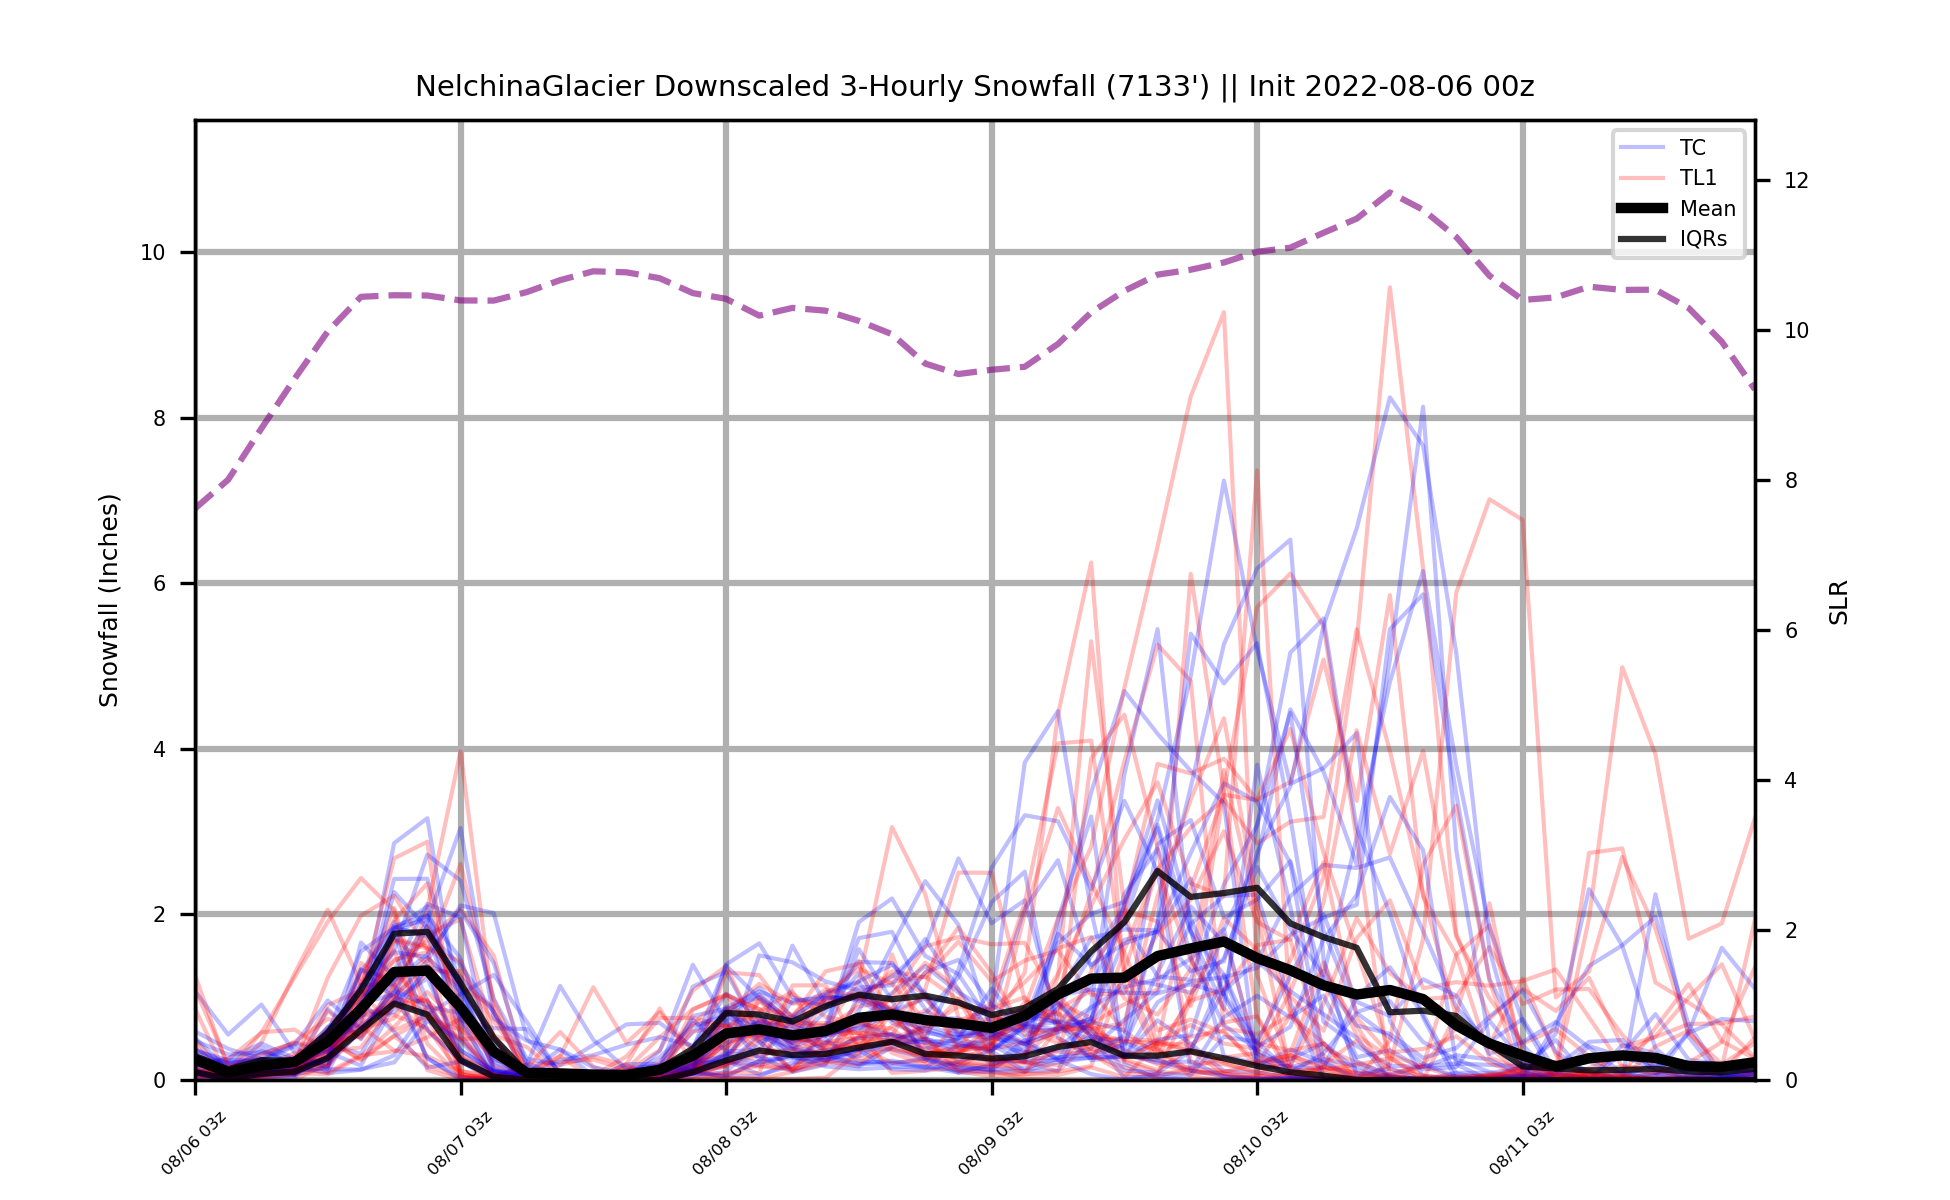 NelchinaGlacier Downscaled 3-Hourly Snowfall (7133') || Init 2022-08-06 00z
TC
TL1
Mean
IQRs
Snowfall (Inches)
10
8
6
4
2
0
12
10
8
6
4
2
0
SLR
08/06 03z
08/07 03z
08/08 03z
08/09 03z
08/10 03z
08/11 03z